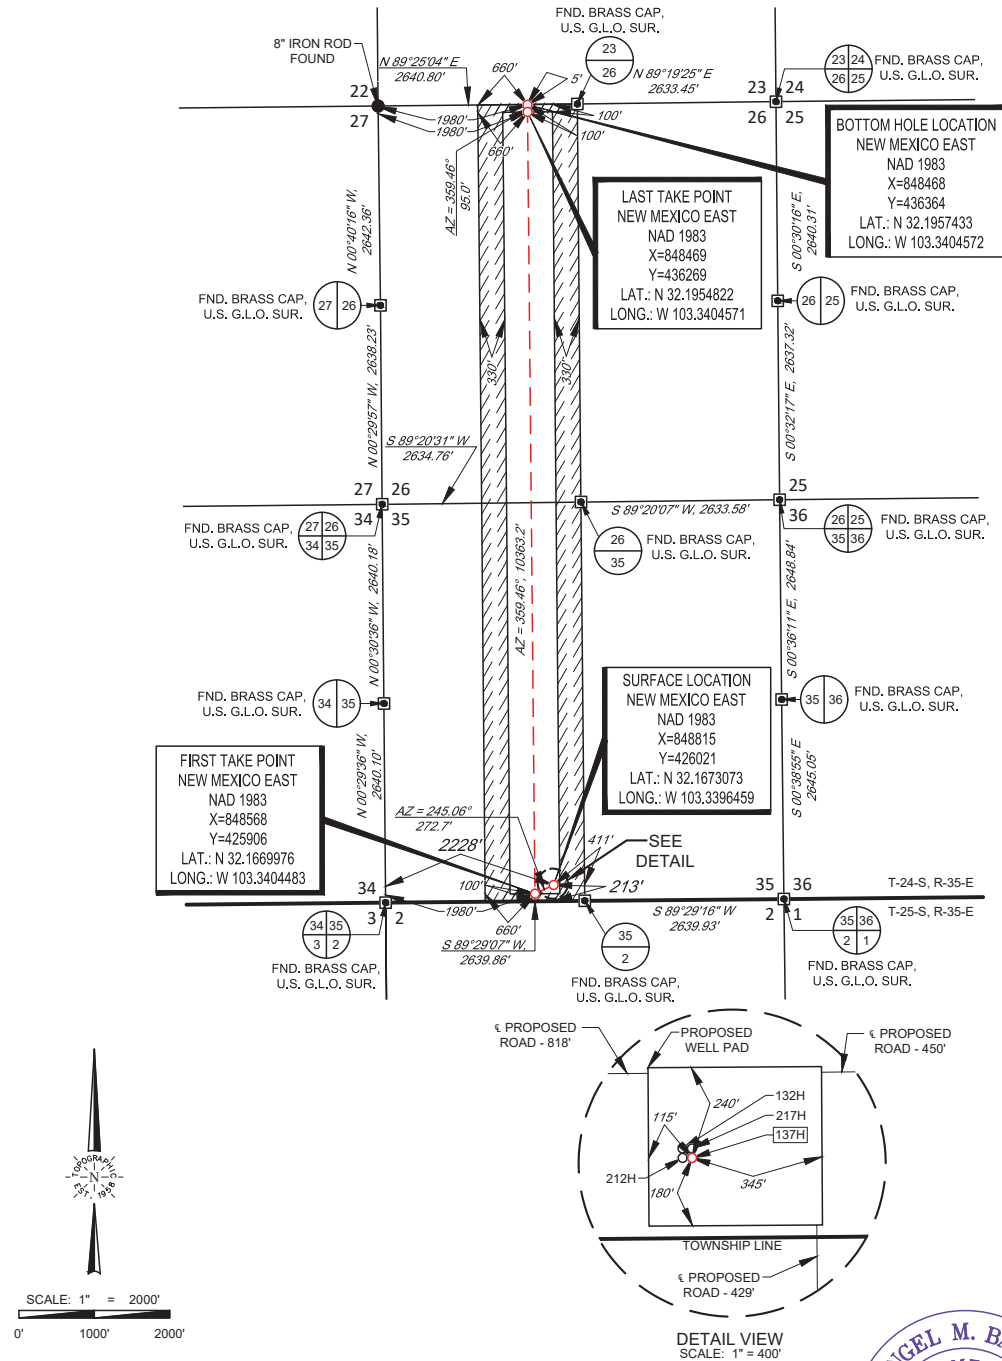 FND. BRASS CAP,
U.S. G.L.O. SUR.
23
26
8" IRON ROD
FOUND
N 89°25'04" E
2640.80'
660'
5'
N 89°19'25" E
2633.45'
23 24
26 25
FND. BRASS CAP,
U.S. G.L.O. SUR.
22
27
23 24
26 25
1980'
1980'
100'
100'
660'
AZ = 359.46°
95.0'
BOTTOM HOLE LOCATION
NEW MEXICO EAST
NAD 1983
X=848468
Y=436364
LAT.: N 32.1957433
LONG.: W 103.3404572
LAST TAKE POINT
NEW MEXICO EAST
NAD 1983
X=848469
Y=436269
LAT.: N 32.1954822
LONG.: W 103.3404571
N 00°40'16" W,
2642.36'
S 00°30'16" E,
2640.31'
FND. BRASS CAP,
U.S. G.L.O. SUR.
27 26
26 25
FND. BRASS CAP,
U.S. G.L.O. SUR.
330'
330'
N 00°29'57" W, 2638.23'
S 00°32'17" E, 2637.32'
S 89°20'31" W
2634.76'
27 26
34 35
25
36
S 89°20'07" W, 2633.58'
FND. BRASS CAP,
U.S. G.L.O. SUR.
27 26
34 35
26
35
FND. BRASS CAP,
U.S. G.L.O. SUR.
26 25
35 36
FND. BRASS CAP,
U.S. G.L.O. SUR.
AZ = 359.46°, 10363.2'
N 00°30'36" W, 2640.18'
S 00°36'11" E, 2648.84'
FND. BRASS CAP,
U.S. G.L.O. SUR.
34 35
35 36
FND. BRASS CAP,
U.S. G.L.O. SUR.
SURFACE LOCATION
NEW MEXICO EAST
NAD 1983
X=848815
Y=426021
LAT.: N 32.1673073
LONG.: W 103.3396459
FIRST TAKE POINT
NEW MEXICO EAST
NAD 1983
X=848568
Y=425906
LAT.: N 32.1669976
LONG.: W 103.3404483
N 00°29'36" W,
2640.10'
S 00°38'55" E
2645.05'
AZ = 245.06°
272.7'
2228'
411'
SEE
DETAIL
100'
213'
1980'
660'
34
3 2
35 36
2 1
T-24-S, R-35-E
T-25-S, R-35-E
S 89°29'16" W
2639.93'
S 89°29'07" W,
2639.86'
34 35
3 2
FND. BRASS CAP,
U.S. G.L.O. SUR.
35
2
FND. BRASS CAP,
U.S. G.L.O. SUR.
35 36
2 1
FND. BRASS CAP,
U.S. G.L.O. SUR.
℄ PROPOSED
ROAD - 818'
PROPOSED
WELL PAD
℄ PROPOSED
ROAD - 450'
240'
132H
217H
137H
115'
212H
180'
345'
TOWNSHIP LINE
℄ PROPOSED
ROAD - 429'
DETAIL VIEW
SCALE: 1" = 400'
TOPOGRAPHIC
N
EST. 1958
SCALE: 1" = 2000'
0' 1000' 2000'